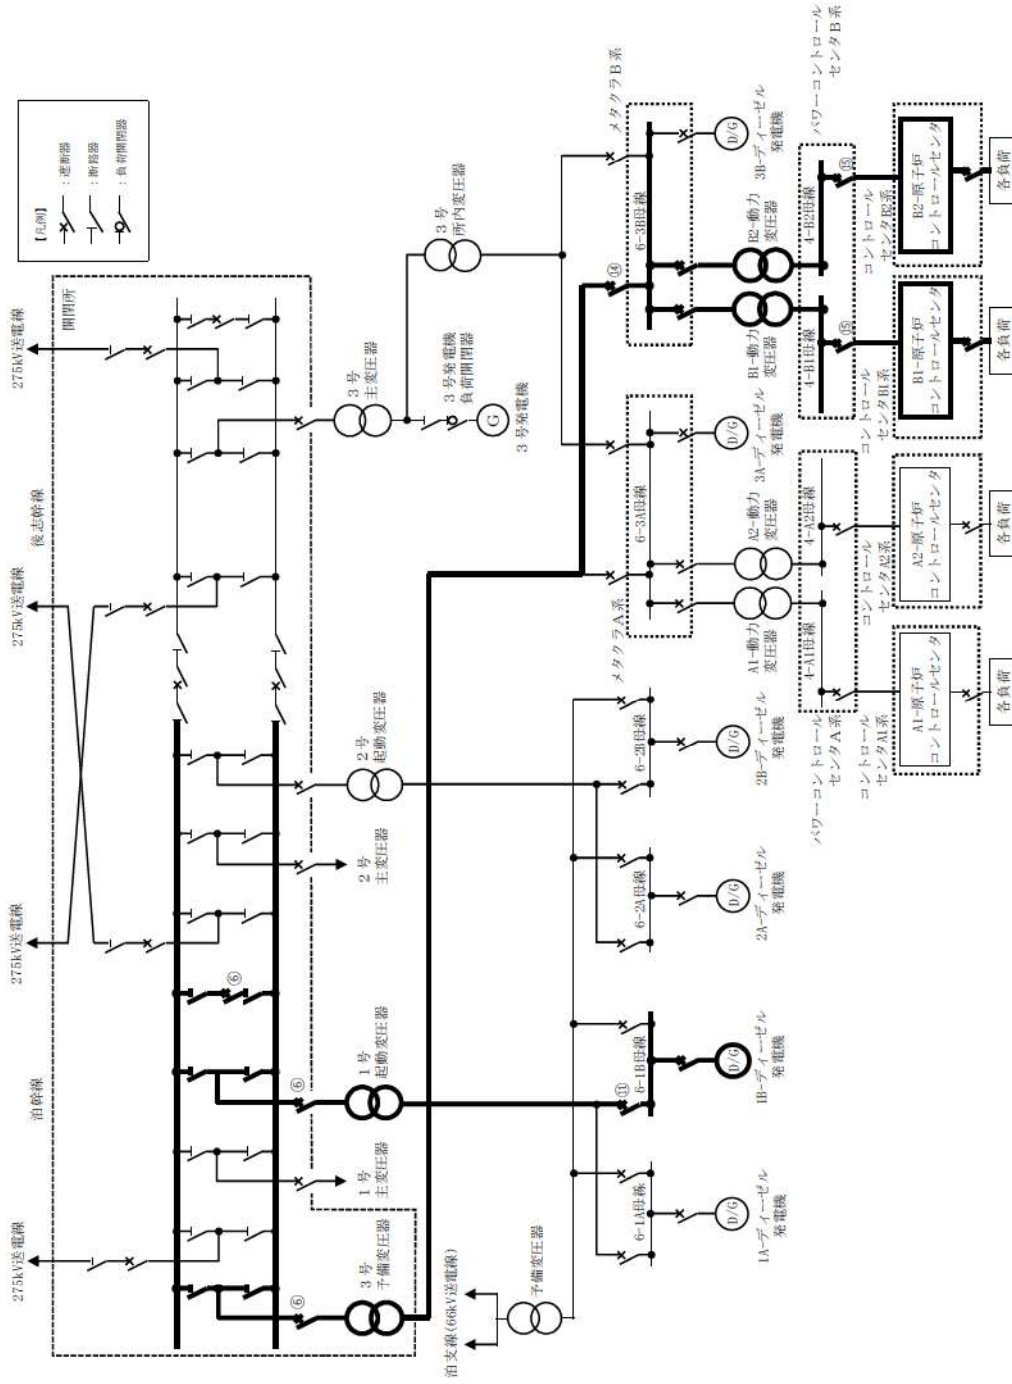 【凡例】
：遮断器
：断路器
：負荷開閉器
開閉所
275kV送電線
275kV送電線
275kV送電線
275kV送電線
泊幹線
後志幹線
⑥
⑥
⑥
3号
予備変圧器
1号
主変圧器
1号
起動変圧器
2号
主変圧器
2号
起動変圧器
3号
主変圧器
3号発電機
負荷開閉器
G
3号発電機
3号
所内変圧器
泊支線(66kV送電線)
予備変圧器
6-1A母線
D/G
1A-ディーゼル
発電機
⑪
6-1B母線
D/G
1B-ディーゼル
発電機
6-2A母線
D/G
2A-ディーゼル
発電機
6-2B母線
D/G
2B-ディーゼル
発電機
メタクラA系
6-3A母線
D/G
3A-ディーゼル
発電機
A1-動力
変圧器
A2-動力
変圧器
メタクラB系
⑭
6-3B母線
D/G
3B-ディーゼル
発電機
B1-動力
変圧器
B2-動力
変圧器
パワーコントロール
センタA系
4-A1母線
4-A2母線
パワーコントロール
センタB系
4-B1母線
4-B2母線
⑮
⑮
コントロール
センタA1系
A1-原子炉
コントロールセンタ
各負荷
コントロール
センタA2系
A2-原子炉
コントロールセンタ
各負荷
コントロール
センタB1系
B1-原子炉
コントロールセンタ
各負荷
コントロール
センタB2系
B2-原子炉
コントロールセンタ
各負荷